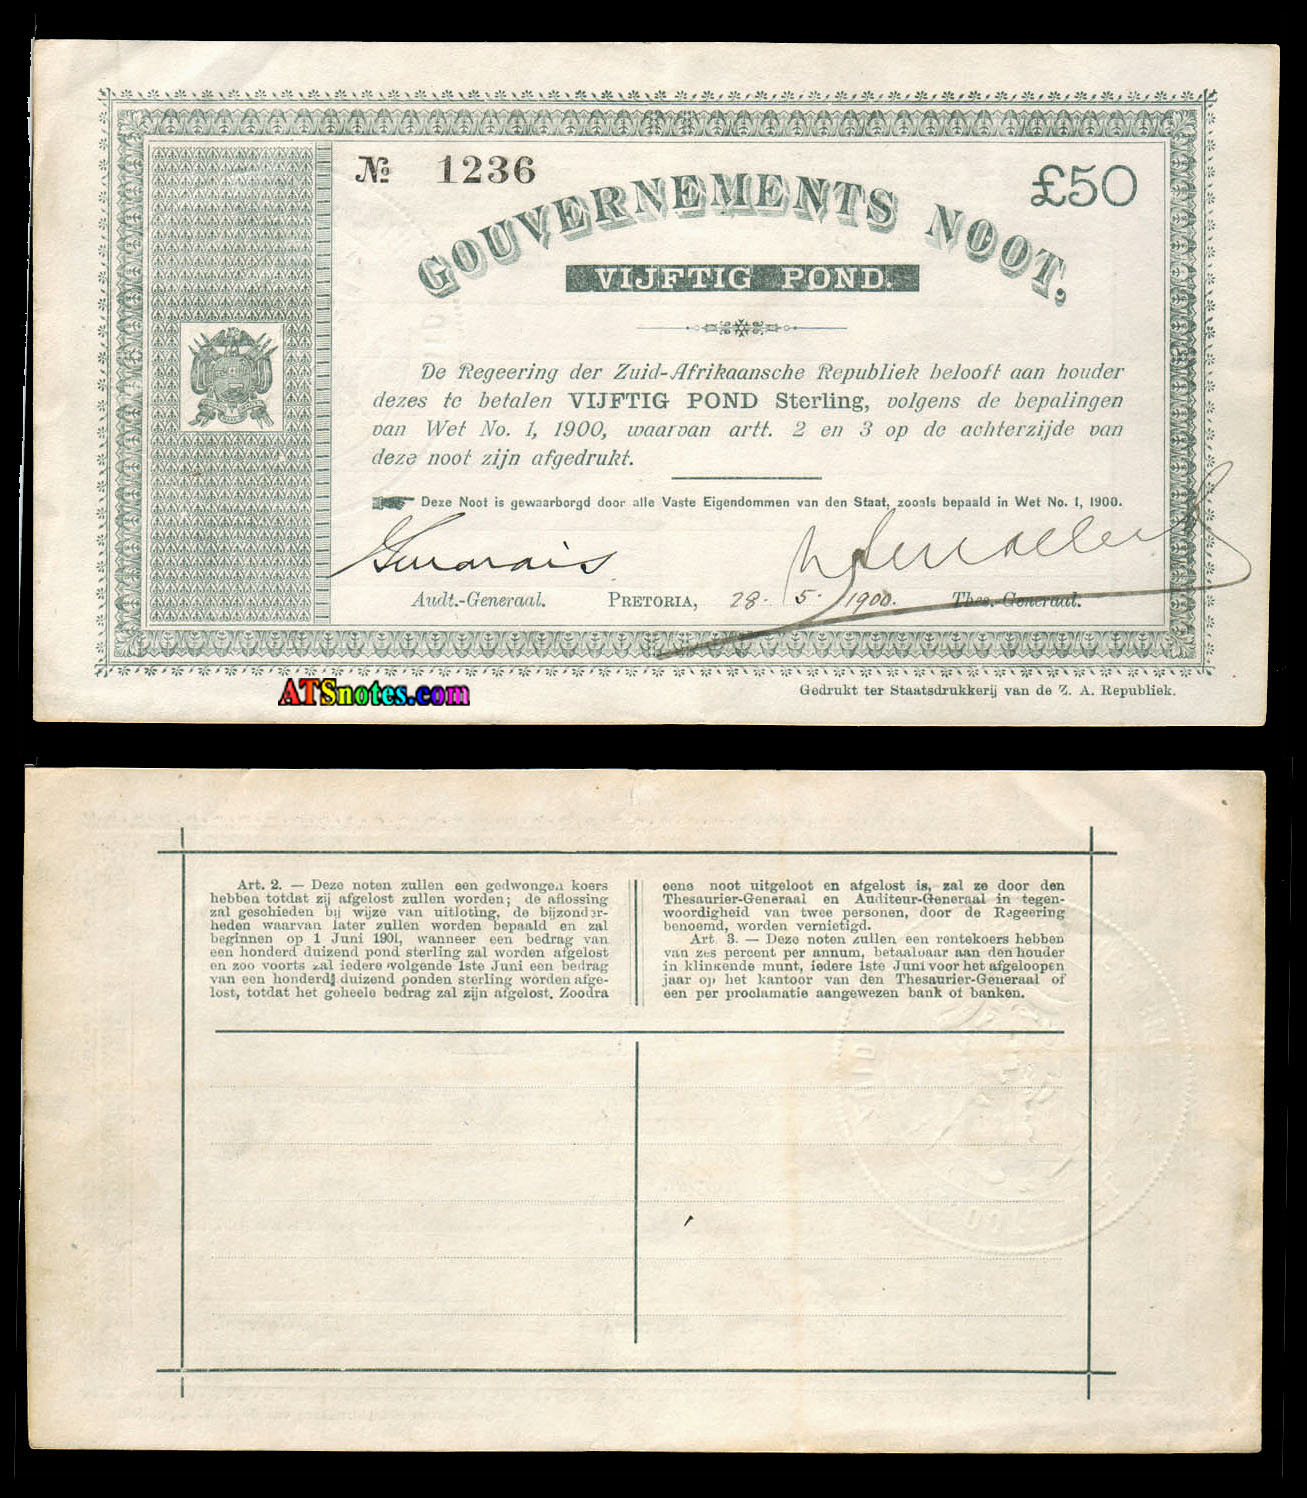 № 1236
£50
GOUVERNEMENTS NOOT,
VIJFTIG POND.
De Regeering der Zuid-Afrikaansche Republiek belooft aan houder
dezes te betalen VIJFTIG POND Sterling, volgens de bepalingen
van Wet No. 1, 1900, waarvan artt. 2 en 3 op de achterzijde van
deze noot zijn afgedrukt.
Deze Noot is gewaarborgd door alle Vaste Eigendommen van den Staat, zooals bepaald in Wet No. 1, 1900.
Audt.-Generaal. PRETORIA, 28. 5. 1900. Thes.-Generaal.
ATSnotes.com
Gedrukt ter Staatsdrukkerij van de Z. A. Republiek.
Art. 2. — Deze noten zullen een gedwongen koers
hebben totdat zij afgelost zullen worden; de aflossing
zal geschieden bij wijze van uitloting, de bijzonder-
heden waarvan later zullen worden bepaald en zal
beginnen op 1 Juni 1901, wanneer een bedrag van
een honderd duizend pond sterling zal worden afgelost
en zoo voorts zal iedere volgende 1ste Juni een bedrag
van een honderd duizend ponden sterling worden afge-
lost, totdat het geheele bedrag zal zijn afgelost. Zoodra
eene noot uitgeloot en afgelost is, zal ze door den
Thesaurier-Generaal en Auditeur-Generaal in tegen-
woordigheid van twee personen, door de Regeering
benoemd, worden vernietigd.
Art. 3. — Deze noten zullen een rentekoers hebben
van zes percent per annum, betaalbaar aan den houder
in klinkende munt, iedere 1ste Juni voor het afgeloopen
jaar op het kantoor van den Thesaurier-Generaal of
een per proclamatie aangewezen bank of banken.